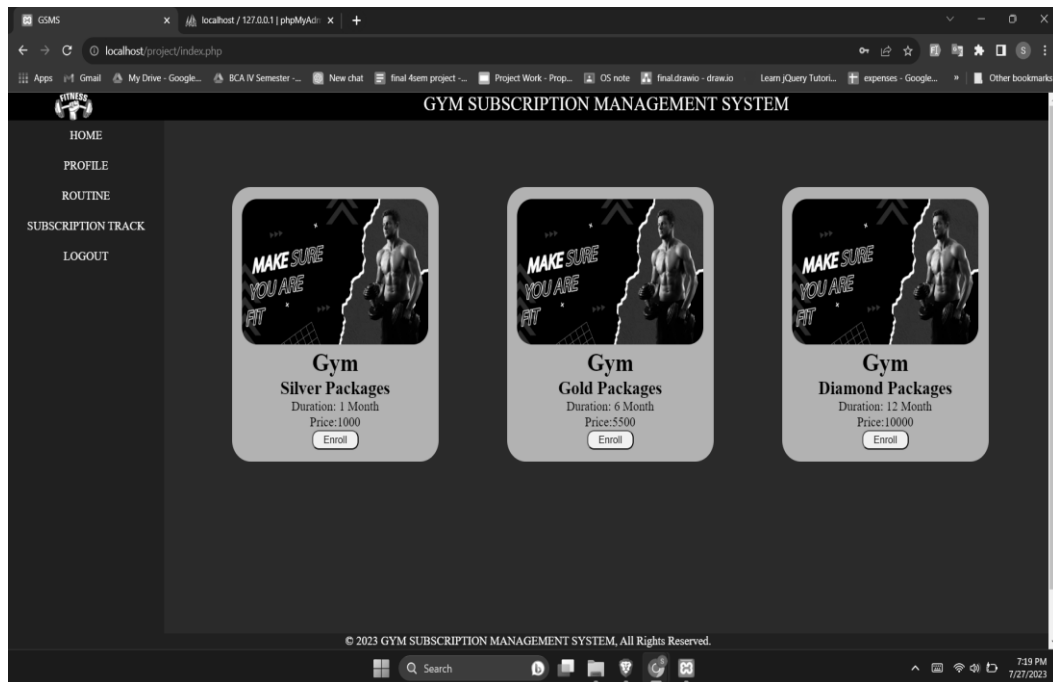 GSMS
localhost / 127.0.0.1 | phpMyAdn
localhost/project/index.php
Apps
Gmail
My Drive - Google...
BCA IV Semester -...
New chat
final 4sem project -...
Project Work - Prop...
OS note
final.drawio - draw.io
Learn jQuery Tutori...
expenses - Google...
»
Other bookmarks
FITNESS
GYM SUBSCRIPTION MANAGEMENT SYSTEM
HOME
PROFILE
ROUTINE
SUBSCRIPTION TRACK
LOGOUT
MAKE SURE
YOU ARE
FIT
Gym
Silver Packages
Duration: 1 Month
Price:1000
Enroll
MAKE SURE
YOU ARE
FIT
Gym
Gold Packages
Duration: 6 Month
Price:5500
Enroll
MAKE SURE
YOU ARE
FIT
Gym
Diamond Packages
Duration: 12 Month
Price:10000
Enroll
© 2023 GYM SUBSCRIPTION MANAGEMENT SYSTEM, All Rights Reserved.
Search
7:19 PM
7/27/2023